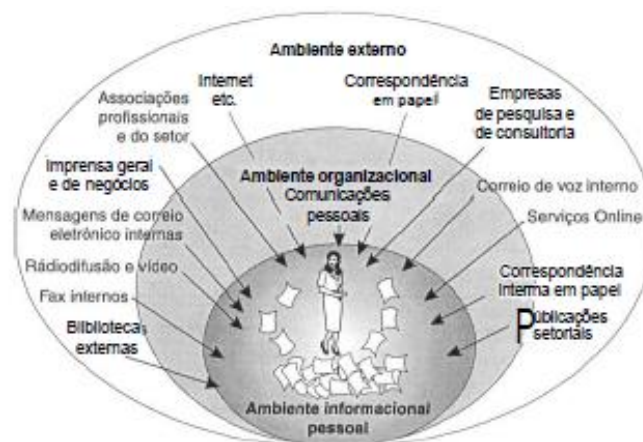 Ambiente externo
Internet
etc.
Correspondência
em papel
Associações
profissionais
e do setor
Empresas
de pesquisa e
de consultoria
Imprensa geral
e de negócios
Ambiente organizacional
Comunicações
pessoais
Correio de voz interno
Mensagens de correio
eletrônico internas
Serviços Online
Rádiodifusão e vídeo
Correspondência
Interna em papel
Fax internos
Públicações
setoriais
Bliblotecas
externas
Ambiente informacional
pessoal